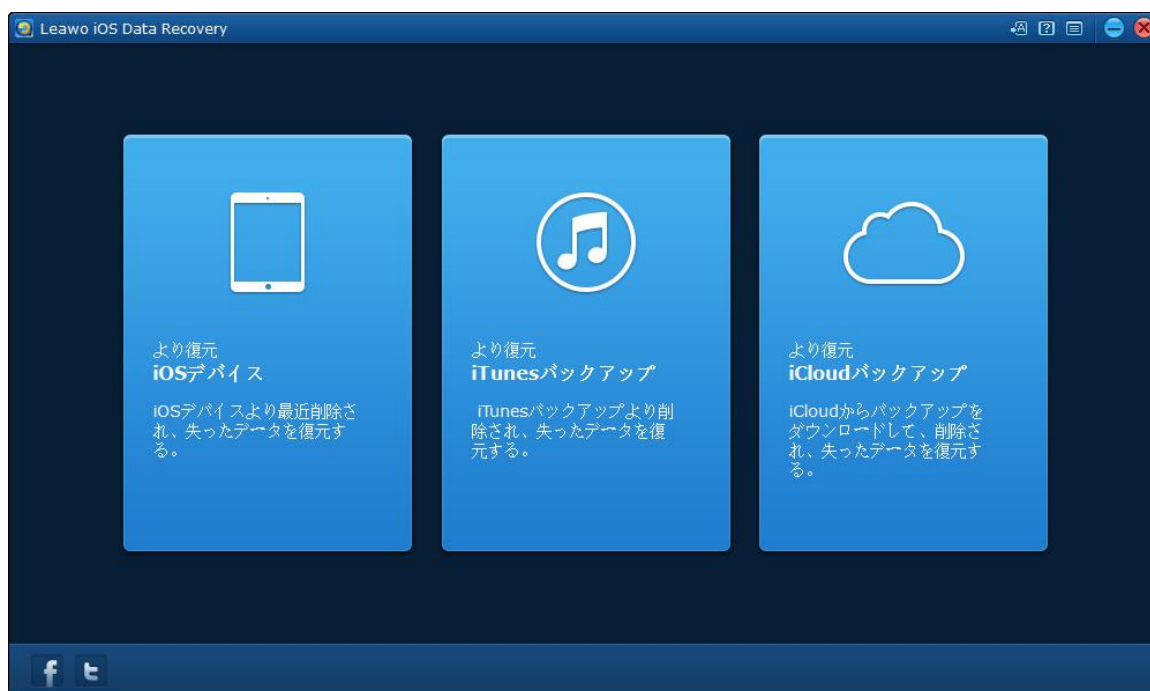 Leawo iOS Data Recovery
より復元
iOSデバイス
iOSデバイスより最近削除さ
れ、失ったデータを復元す
る。
より復元
iTunesバックアップ
iTunesバックアップより削
除され、失ったデータを復
元する。
より復元
iCloudバックアップ
iCloudからバックアップを
ダウンロードして、削除さ
れ、失ったデータを復元す
る。